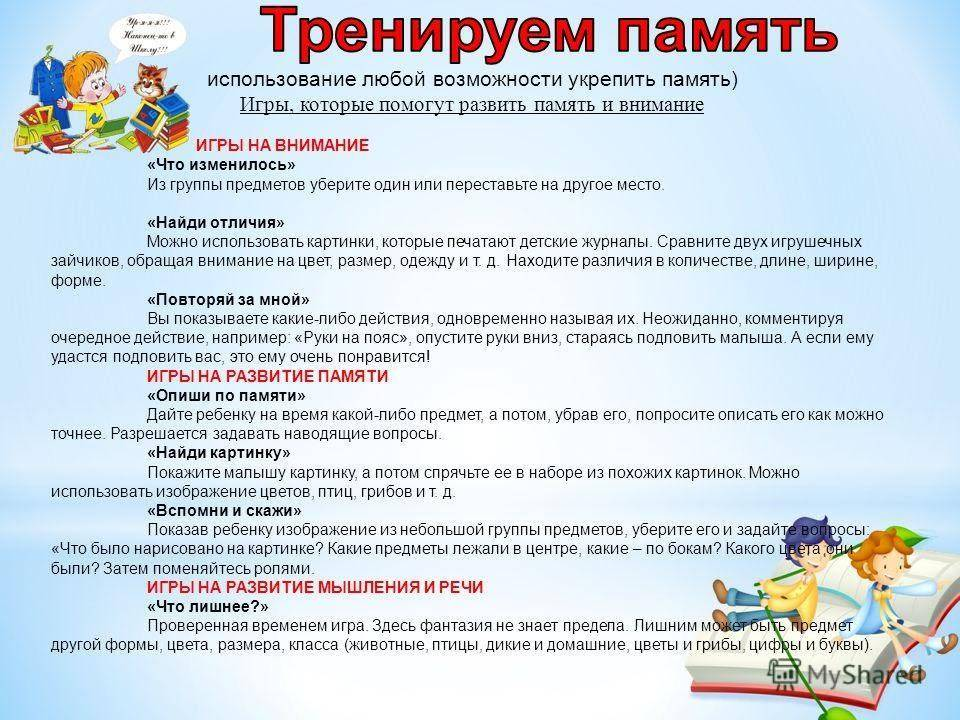 Ур-я-я-я!!!
Наконец-то в
Школу!!!
Тренируем память
использование любой возможности укрепить память)
Игры, которые помогут развить память и внимание
ИГРЫ НА ВНИМАНИЕ
«Что изменилось»
Из группы предметов уберите один или переставьте на другое место.
«Найди отличия»
Можно использовать картинки, которые печатают детские журналы. Сравните двух игрушечных
зайчиков, обращая внимание на цвет, размер, одежду и т. д. Находите различия в количестве, длине, ширине,
форме.
«Повторяй за мной»
Вы показываете какие-либо действия, одновременно называя их. Неожиданно, комментируя
очередное действие, например: «Руки на пояс», опустите руки вниз, стараясь подловить малыша. А если ему
удастся подловить вас, это ему очень понравится!
ИГРЫ НА РАЗВИТИЕ ПАМЯТИ
«Опиши по памяти»
Дайте ребенку на время какой-либо предмет, а потом, убрав его, попросите описать его как можно
точнее. Разрешается задавать наводящие вопросы.
«Найди картинку»
Покажите малышу картинку, а потом спрячьте ее в наборе из похожих картинок. Можно
использовать изображение цветов, птиц, грибов и т. д.
«Вспомни и скажи»
Показав ребенку изображение из небольшой группы предметов, уберите его и задайте вопросы:
«Что было нарисовано на картинке? Какие предметы лежали в центре, какие – по бокам? Какого цвета они
были? Затем поменяйтесь ролями.
ИГРЫ НА РАЗВИТИЕ МЫШЛЕНИЯ И РЕЧИ
«Что лишнее?»
Проверенная временем игра. Здесь фантазия не знает предела. Лишним может быть предмет
другой формы, цвета, размера, класса (животные, птицы, дикие и домашние, цветы и грибы, цифры и буквы).
MyShared